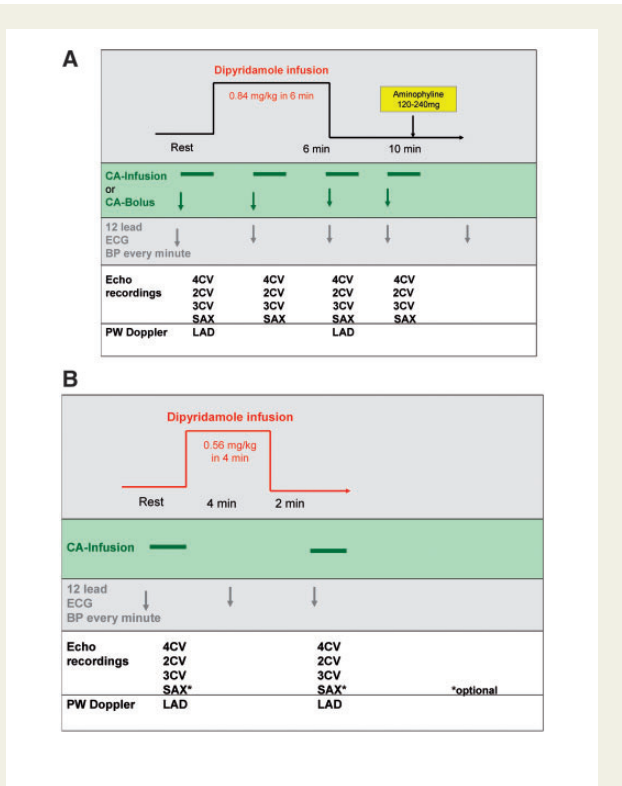 A
Dipyridamole infusion
0.84 mg/kg in 6 min
Aminophyline
120-240mg
Rest
6 min
10 min
CA-Infusion
or
CA-Bolus
12 lead
ECG
BP every minute
Echo
recordings
4CV 4CV 4CV 4CV
2CV 2CV 2CV 2CV
3CV 3CV 3CV 3CV
SAX SAX SAX SAX
PW Doppler LAD LAD
B
Dipyridamole infusion
0.56 mg/kg
in 4 min
Rest
4 min
2 min
CA-Infusion
12 lead
ECG
BP every minute
Echo
recordings
4CV 4CV
2CV 2CV
3CV 3CV
SAX* SAX* *optional
PW Doppler LAD LAD